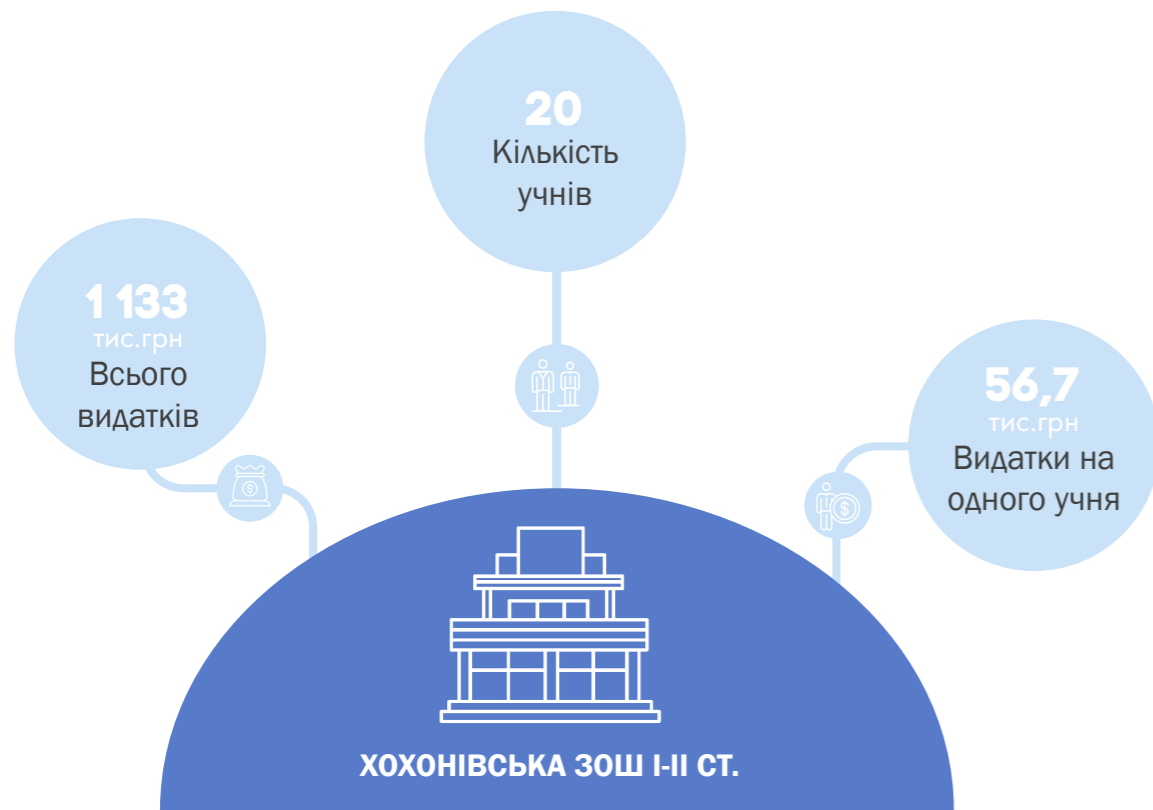 20
Кількість
учнів
1 133
тис.грн
Всього
видатків
56,7
тис.грн
Видатки на
одного учня
ХОХОНІВСЬКА ЗОШ І-ІІ СТ.